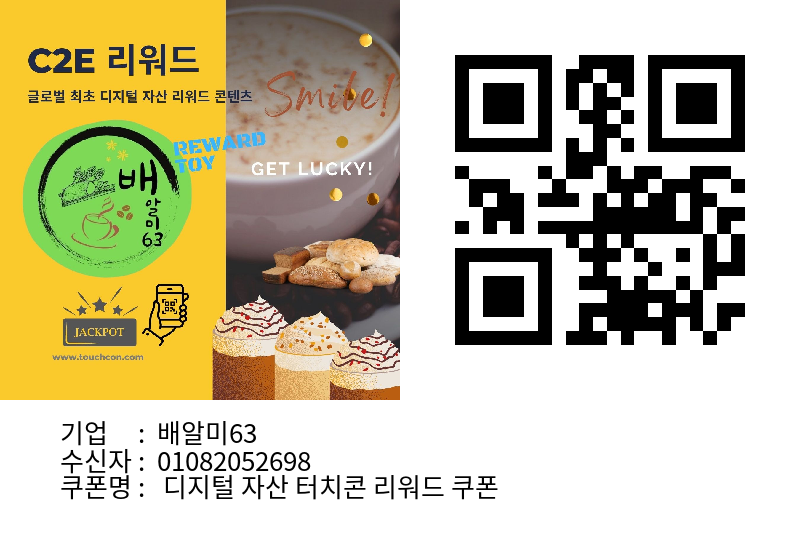 C2E 리워드
글로벌 최초 디지털 자산 리워드 콘텐츠
Smile!
REWARD
TOY
GET LUCKY!
배
알
미
63
JACKPOT
www.touchcon.com
기업 : 배알미63
수신자 : 01082052698
쿠폰명 : 디지털 자산 터치콘 리워드 쿠폰